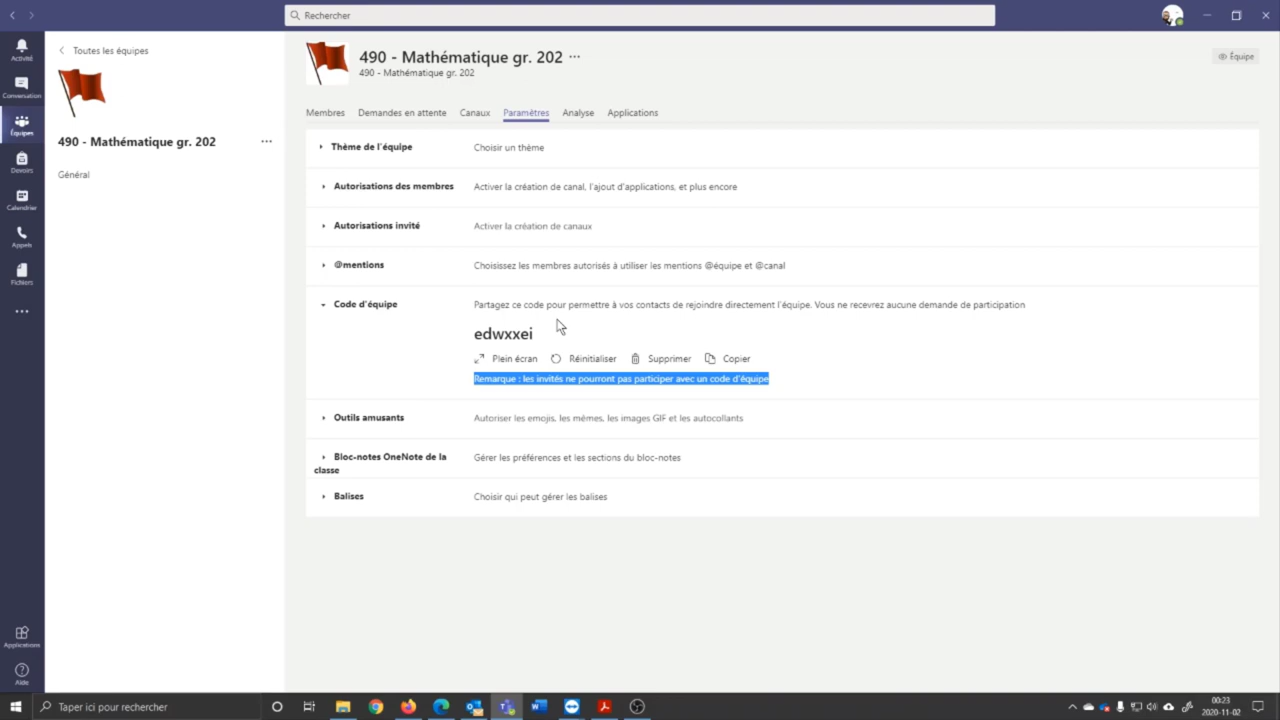 Rechercher
Activité
Conversation
Équipes
Devoirs
Calendrier
Appels
Fichiers
Applications
Aide
Toutes les équipes
490 - Mathématique gr. 202
Général
490 - Mathématique gr. 202
490 - Mathématique gr. 202
Équipe
Membres Demandes en attente Canaux Paramètres Analyse Applications
Thème de l'équipe Choisir un thème
Autorisations des membres Activer la création de canal, l'ajout d'applications, et plus encore
Autorisations invité Activer la création de canaux
@mentions Choisissez les membres autorisés à utiliser les mentions @équipe et @canal
Code d'équipe Partagez ce code pour permettre à vos contacts de rejoindre directement l'équipe. Vous ne recevrez aucune demande de participation
edwxxei
Plein écran Réinitialiser Supprimer Copier
Remarque : les invités ne pourront pas participer avec un code d'équipe
Outils amusants Autoriser les emojis, les mèmes, les images GIF et les autocollants
Bloc-notes OneNote de la
classe
Gérer les préférences et les sections du bloc-notes
Balises Choisir qui peut gérer les balises
Taper ici pour rechercher
00:23
2020-11-02